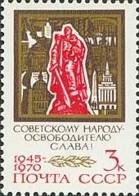 СОВЕТСКОМУ НАРОДУ-
ОСВОБОДИТЕЛЮ
СЛАВА!
1945-
1970
3к
ПОЧТА СССР